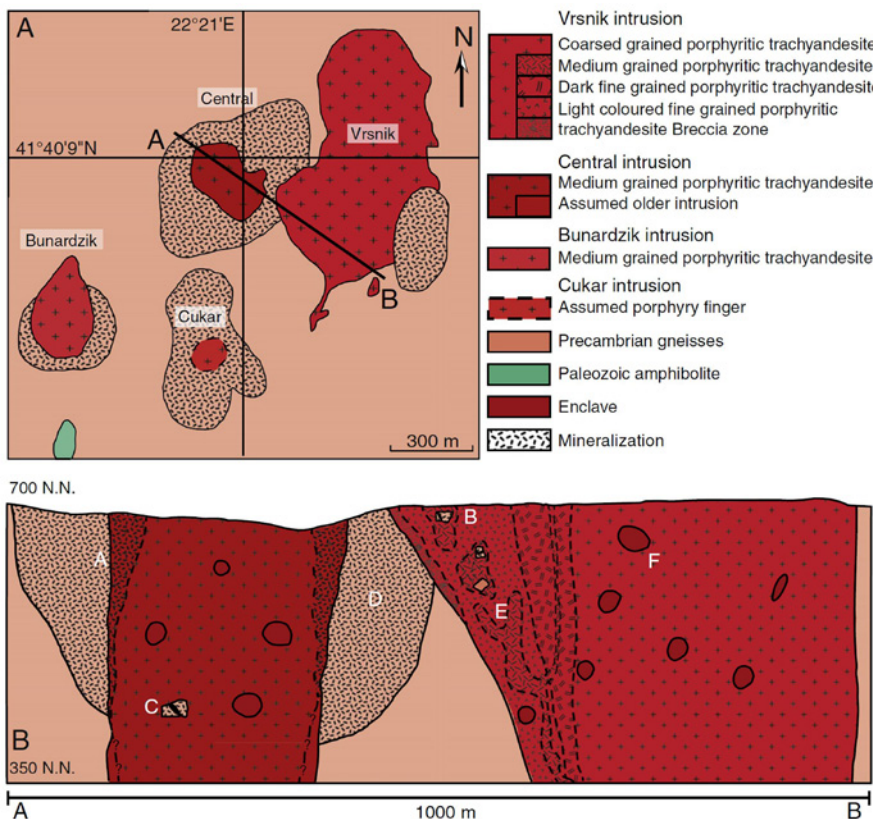 A
22°21'E
N
Central
A
Vrsnik
41°40'9"N
Bunardzik
B
Cukar
300 m
Vrsnik intrusion
Coarsed grained porphyritic trachyandesite
Medium grained porphyritic trachyandesite
Dark fine grained porphyritic trachyandesite
Light coloured fine grained porphyritic
trachyandesite Breccia zone
Central intrusion
Medium grained porphyritic trachyandesite
Assumed older intrusion
Bunardzik intrusion
Medium grained porphyritic trachyandesite
Cukar intrusion
Assumed porphyry finger
Precambrian gneisses
Paleozoic amphibolite
Enclave
Mineralization
700 N.N.
B
A
F
D
E
C
B
350 N.N.
A
1000 m
B